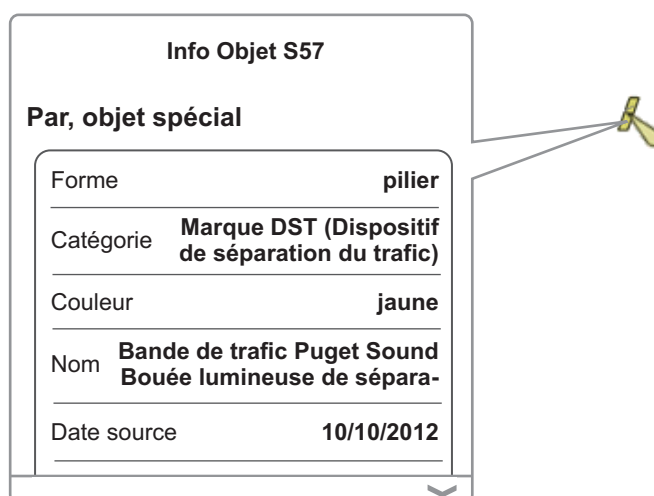 Info Objet S57
Par, objet spécial
Forme pilier
Catégorie Marque DST (Dispositif
de séparation du trafic)
Couleur jaune
Nom Bande de trafic Puget Sound
Bouée lumineuse de sépara-
Date source 10/10/2012